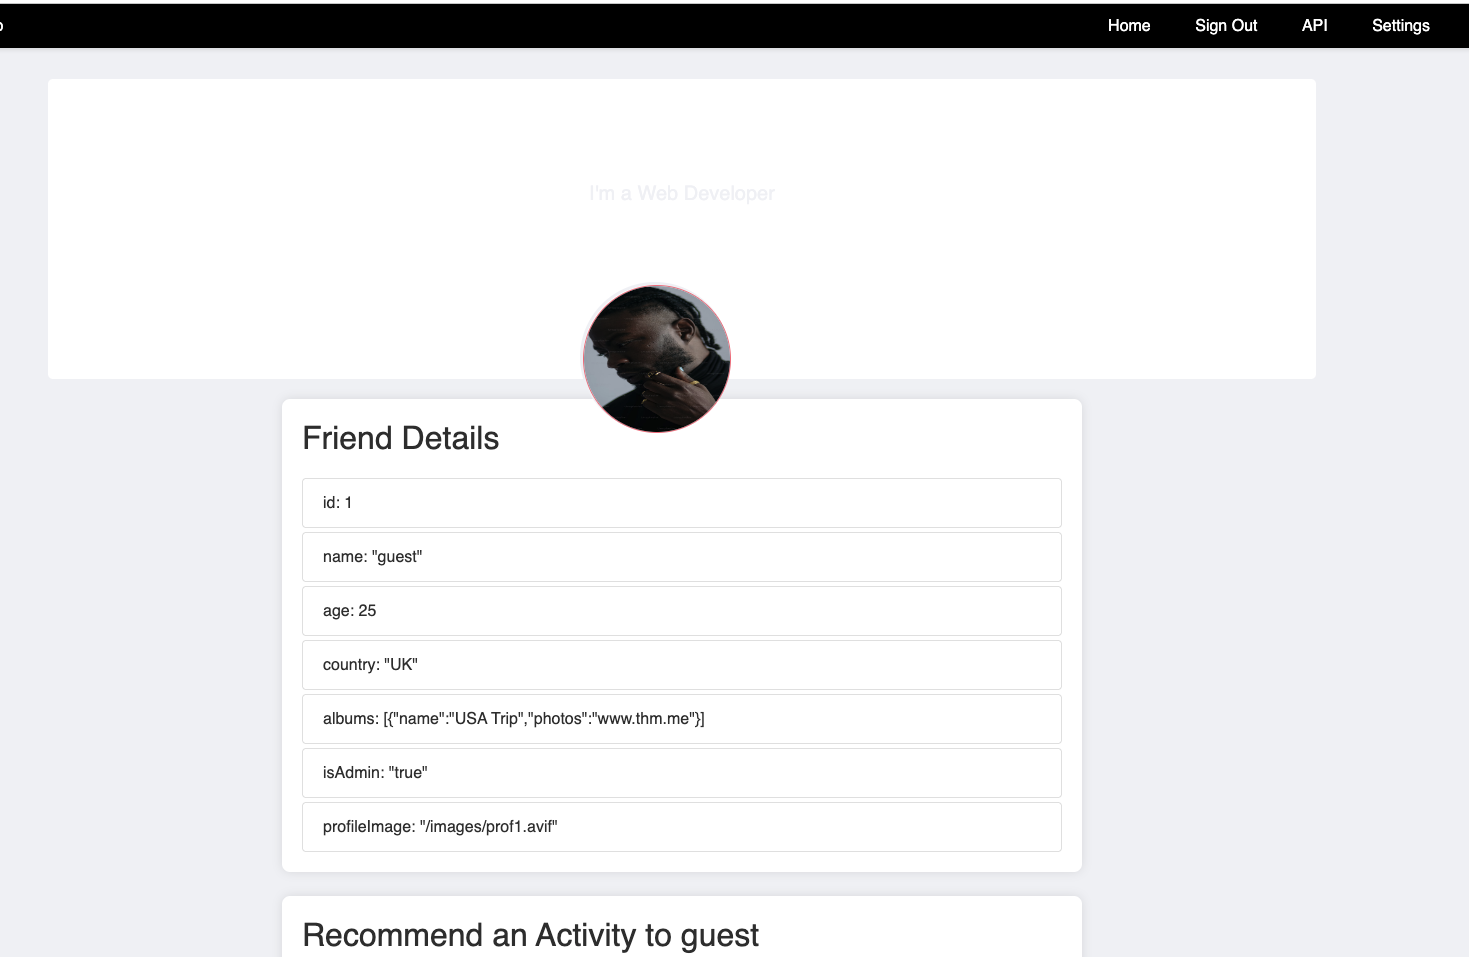 Home Sign Out API Settings
I'm a Web Developer
Friend Details
id: 1
name: "guest"
age: 25
country: "UK"
albums: [{"name":"USA Trip","photos":"www.thm.me"}]
isAdmin: "true"
profileImage: "/images/prof1.avif"
Recommend an Activity to guest